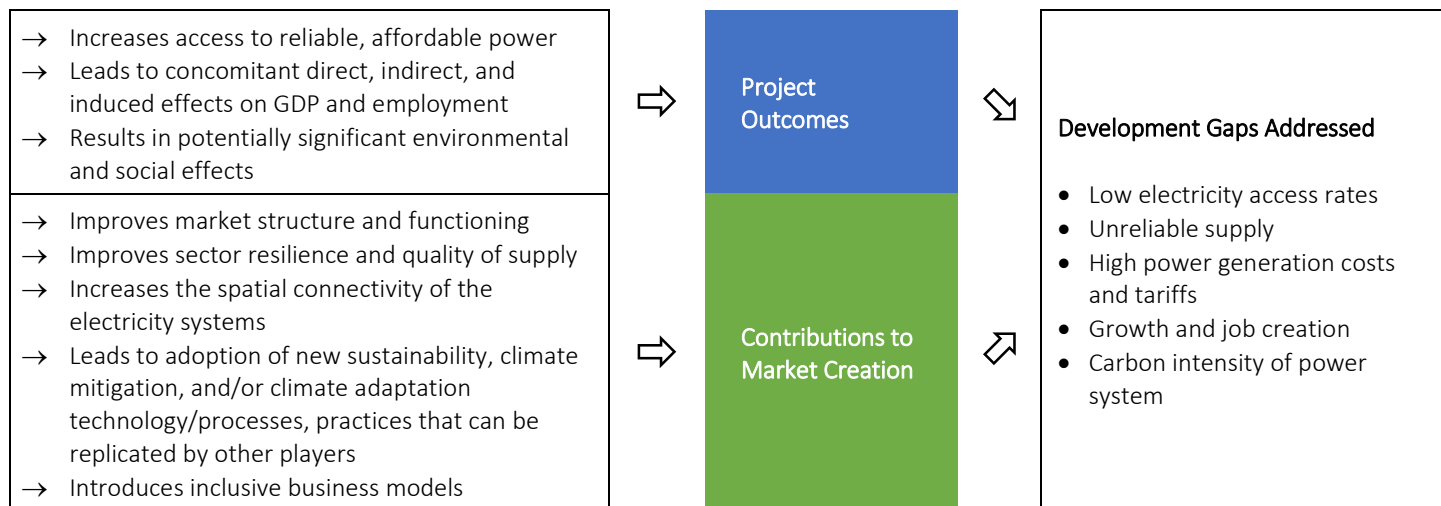 → Increases access to reliable, affordable power
→ Leads to concomitant direct, indirect, and
induced effects on GDP and employment
→ Results in potentially significant environmental
and social effects
→ Improves market structure and functioning
→ Improves sector resilience and quality of supply
→ Increases the spatial connectivity of the
electricity systems
→ Leads to adoption of new sustainability, climate
mitigation, and/or climate adaptation
technology/processes, practices that can be
replicated by other players
→ Introduces inclusive business models
Project
Outcomes
Contributions to
Market Creation
Development Gaps Addressed
• Low electricity access rates
• Unreliable supply
• High power generation costs
and tariffs
• Growth and job creation
• Carbon intensity of power
system